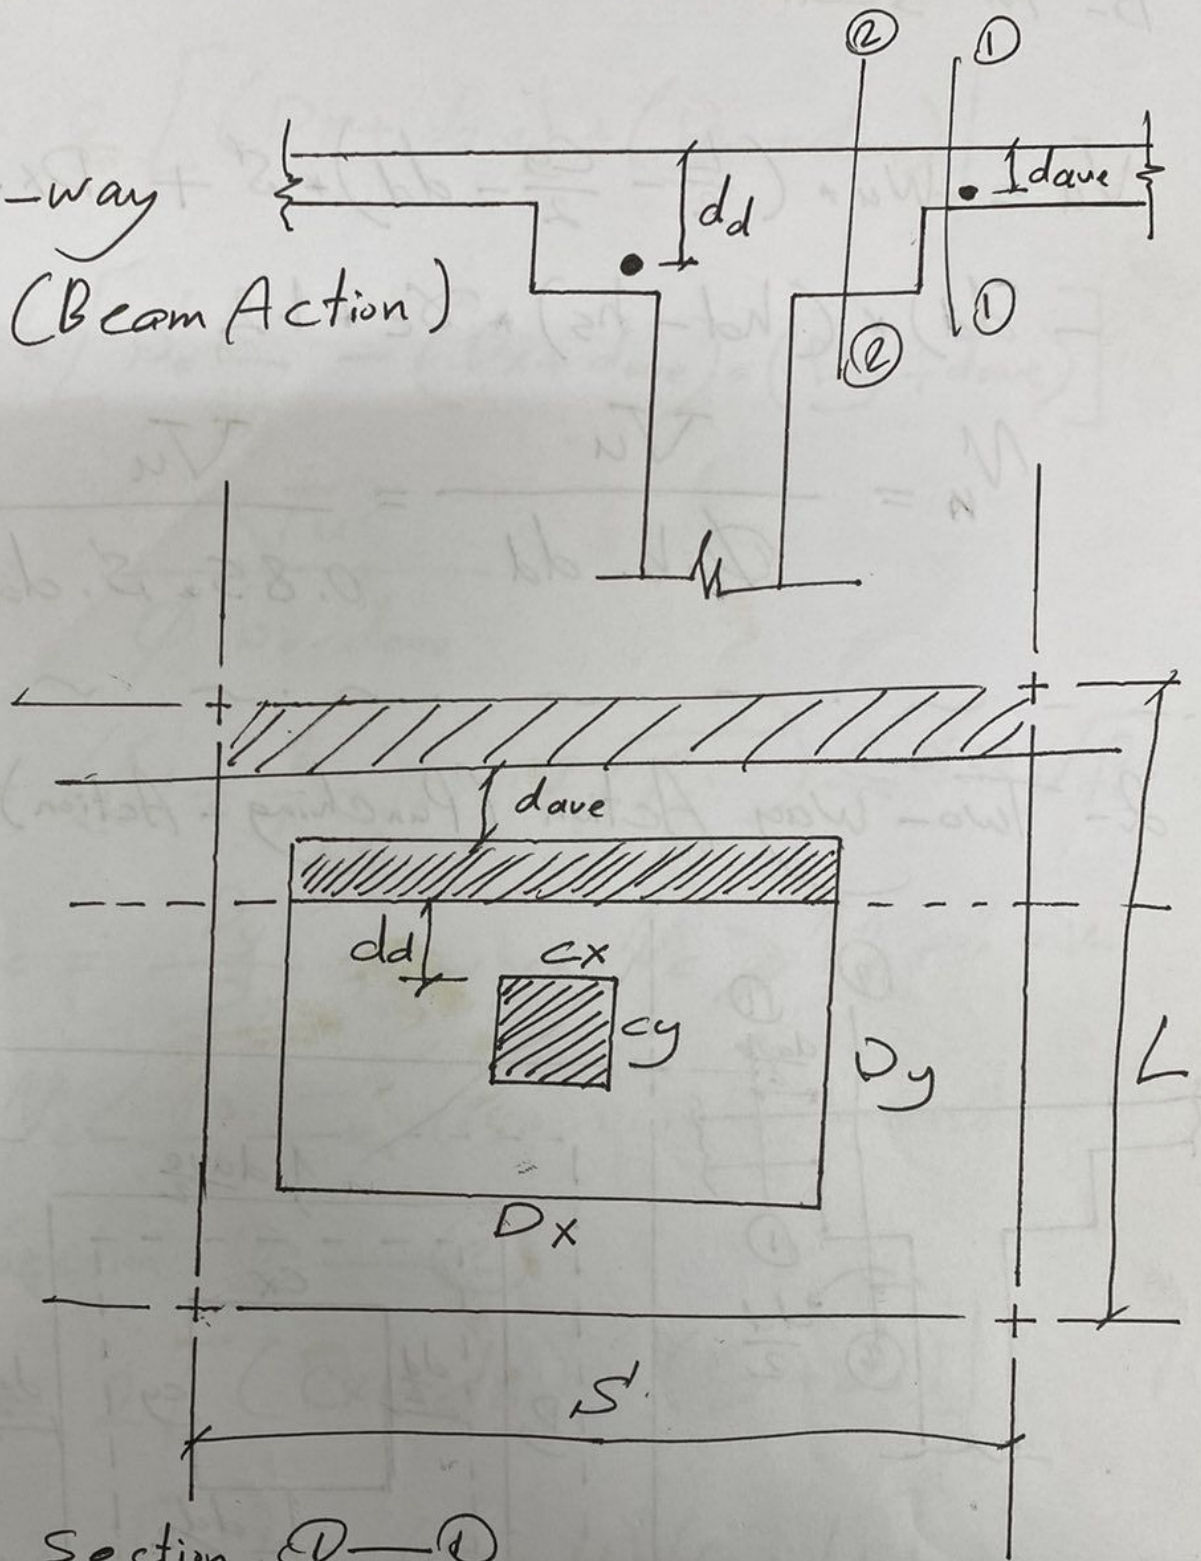 ② ①
-way
dd
dave
(Beam Action)
①
②
dave
dd
cx
cy
Dy
L
Dx
S
Section ①—①